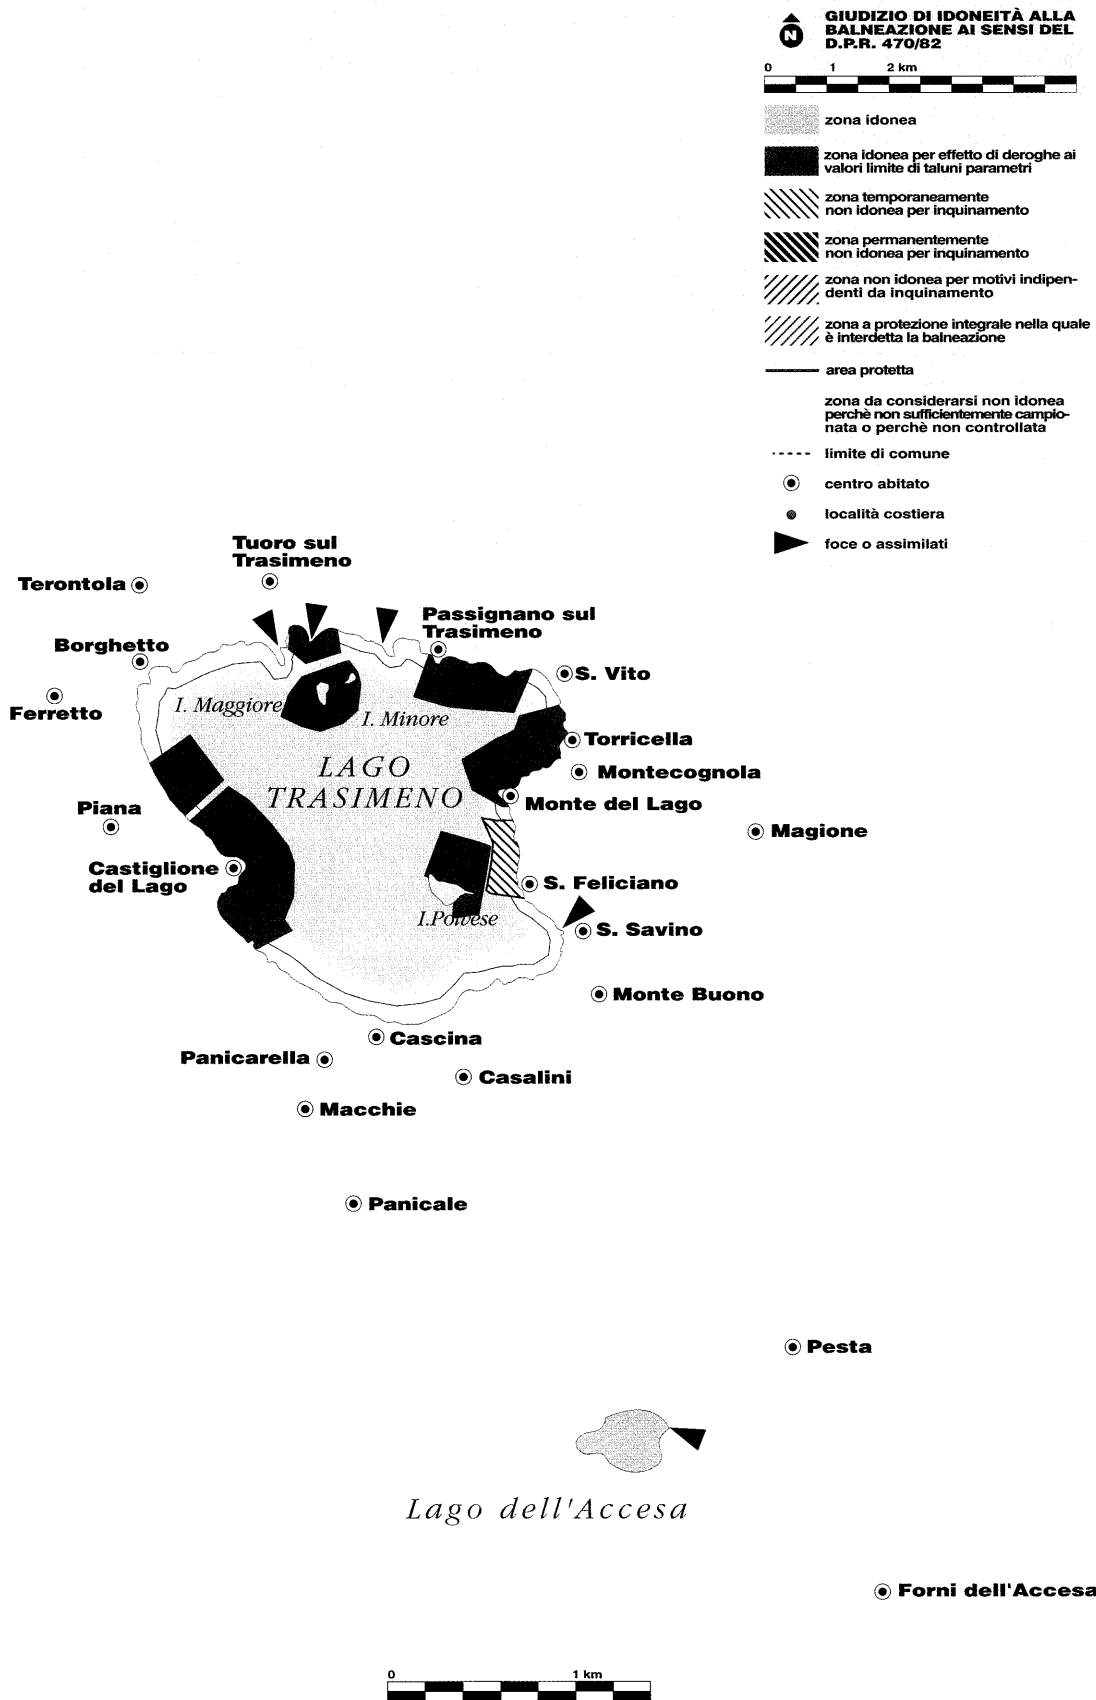 GIUDIZIO DI IDONEITÀ ALLA
BALNEAZIONE AI SENSI DEL
D.P.R. 470/82
N
0 1 2 km
zona idonea
zona idonea per effetto di deroghe ai
valori limite di taluni parametri
zona temporaneamente
non idonea per inquinamento
zona permanentemente
non idonea per inquinamento
zona non idonea per motivi indipen-
denti da inquinamento
zona a protezione integrale nella quale
è interdetta la balneazione
area protetta
zona da considerarsi non idonea
perchè non sufficientemente campio-
nata o perchè non controllata
limite di comune
centro abitato
località costiera
foce o assimilati
Tuoro sul
Trasimeno
Terontola
Passignano sul
Trasimeno
Borghetto
S. Vito
Ferretto
I. Maggiore
I. Minore
Torricella
LAGO
TRASIMENO
Montecognola
Monte del Lago
Piana
Magione
Castiglione
del Lago
S. Feliciano
I.Polvese
S. Savino
Monte Buono
Cascina
Panicarella
Casalini
Macchie
Panicale
Pesta
Lago dell'Accesa
Forni dell'Accesa
0 1 km